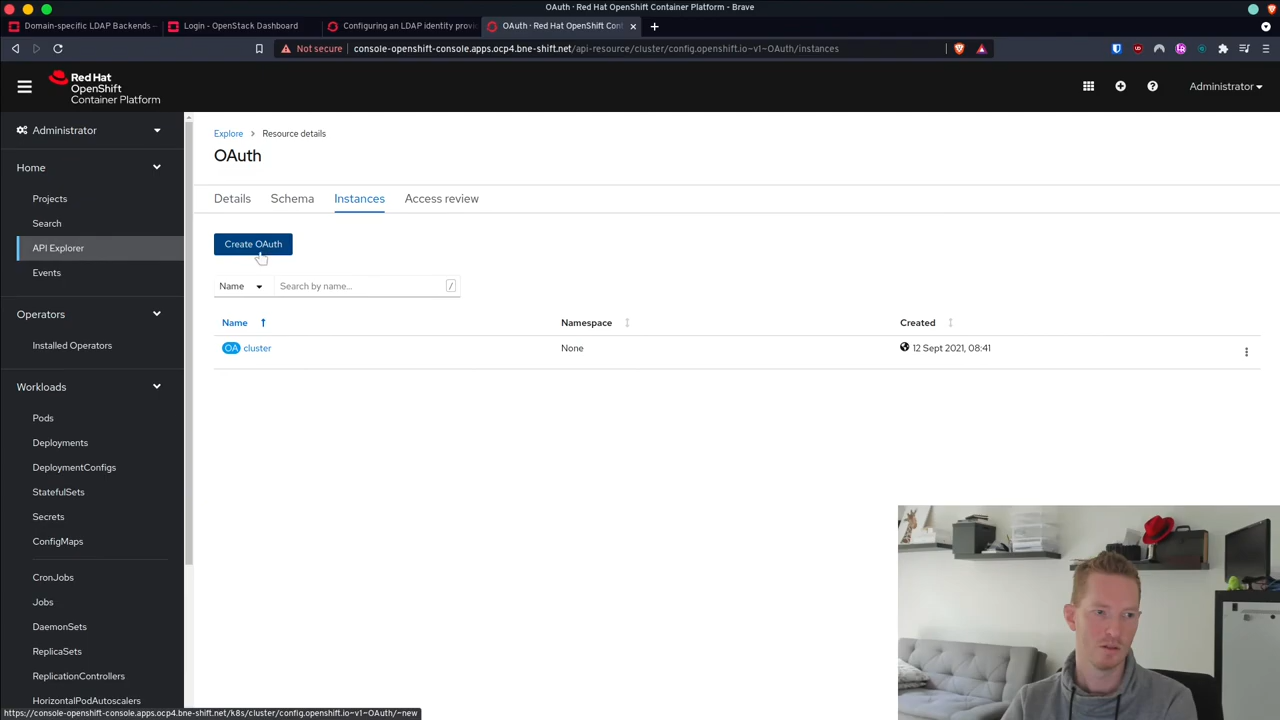 OAuth · Red Hat OpenShift Container Platform - Brave
Domain-specific LDAP Backends —
Login - OpenStack Dashboard
Configuring an LDAP identity provi
OAuth · Red Hat OpenShift Cont
Not secure
console-openshift-console.apps.ocp4.bne-shift.net/api-resource/cluster/config.openshift.io~v1~OAuth/instances
Red Hat
OpenShift
Container Platform
Administrator
Administrator
Home
Projects
Search
API Explorer
Events
Operators
Installed Operators
Workloads
Pods
Deployments
DeploymentConfigs
StatefulSets
Secrets
ConfigMaps
CronJobs
Jobs
DaemonSets
ReplicaSets
ReplicationControllers
HorizontalPodAutoscalers
Explore > Resource details
OAuth
Details Schema Instances Access review
Create OAuth
Name Search by name... /
Name Namespace Created
OA cluster None 12 Sept 2021, 08:41
https://console-openshift-console.apps.ocp4.bne-shift.net/k8s/cluster/config.openshift.io~v1~OAuth/~new